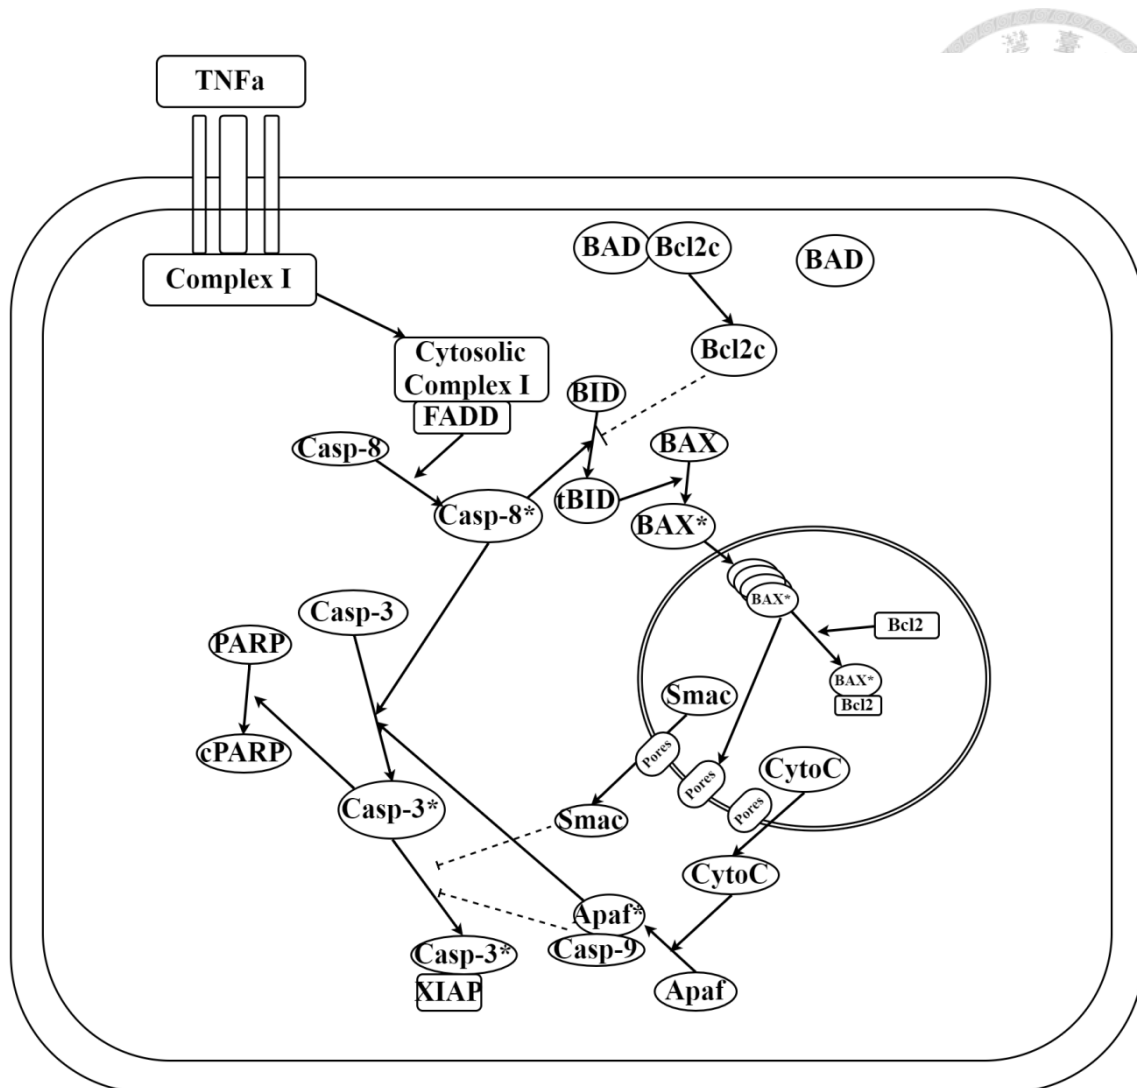 灣 臺
TNFa
Complex I
BAD
Bcl2c
BAD
Cytosolic
Complex I
FADD
Bcl2c
BID
Casp-8
BAX
tBID
Casp-8*
BAX*
BAX*
Casp-3
Bcl2
PARP
BAX*
Bcl2
Smac
cPARP
Pores
Pores
CytoC
Casp-3*
Smac
Pores
CytoC
Apaf*
Casp-9
Casp-3*
XIAP
Apaf